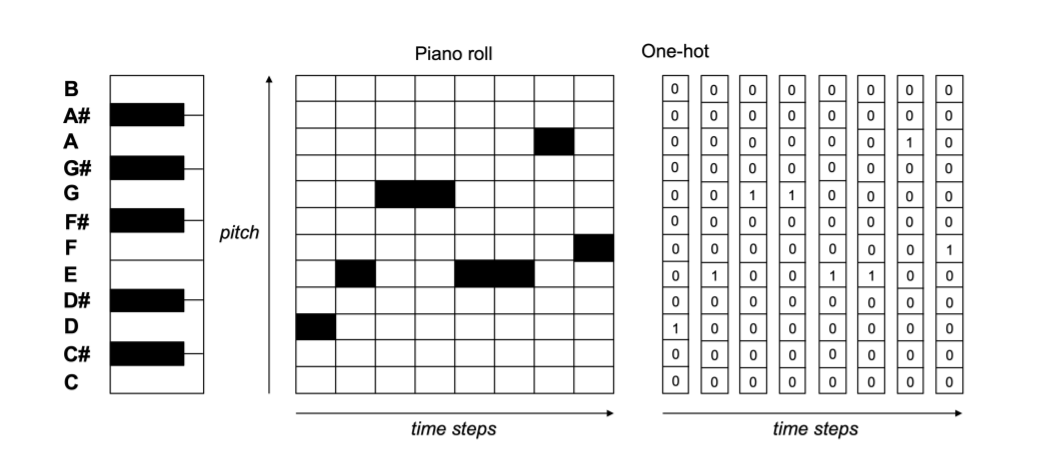 Piano roll
One-hot
B
A#
A
G#
G
F#
F
E
D#
D
C#
C
pitch
0 0 0 0 0 0 0 0
0 0 0 0 0 0 0 0
0 0 0 0 0 0 1 0
0 0 0 0 0 0 0 0
0 0 1 1 0 0 0 0
0 0 0 0 0 0 0 0
0 0 0 0 0 0 0 1
0 1 0 0 1 1 0 0
0 0 0 0 0 0 0 0
1 0 0 0 0 0 0 0
0 0 0 0 0 0 0 0
0 0 0 0 0 0 0 0
time steps
time steps